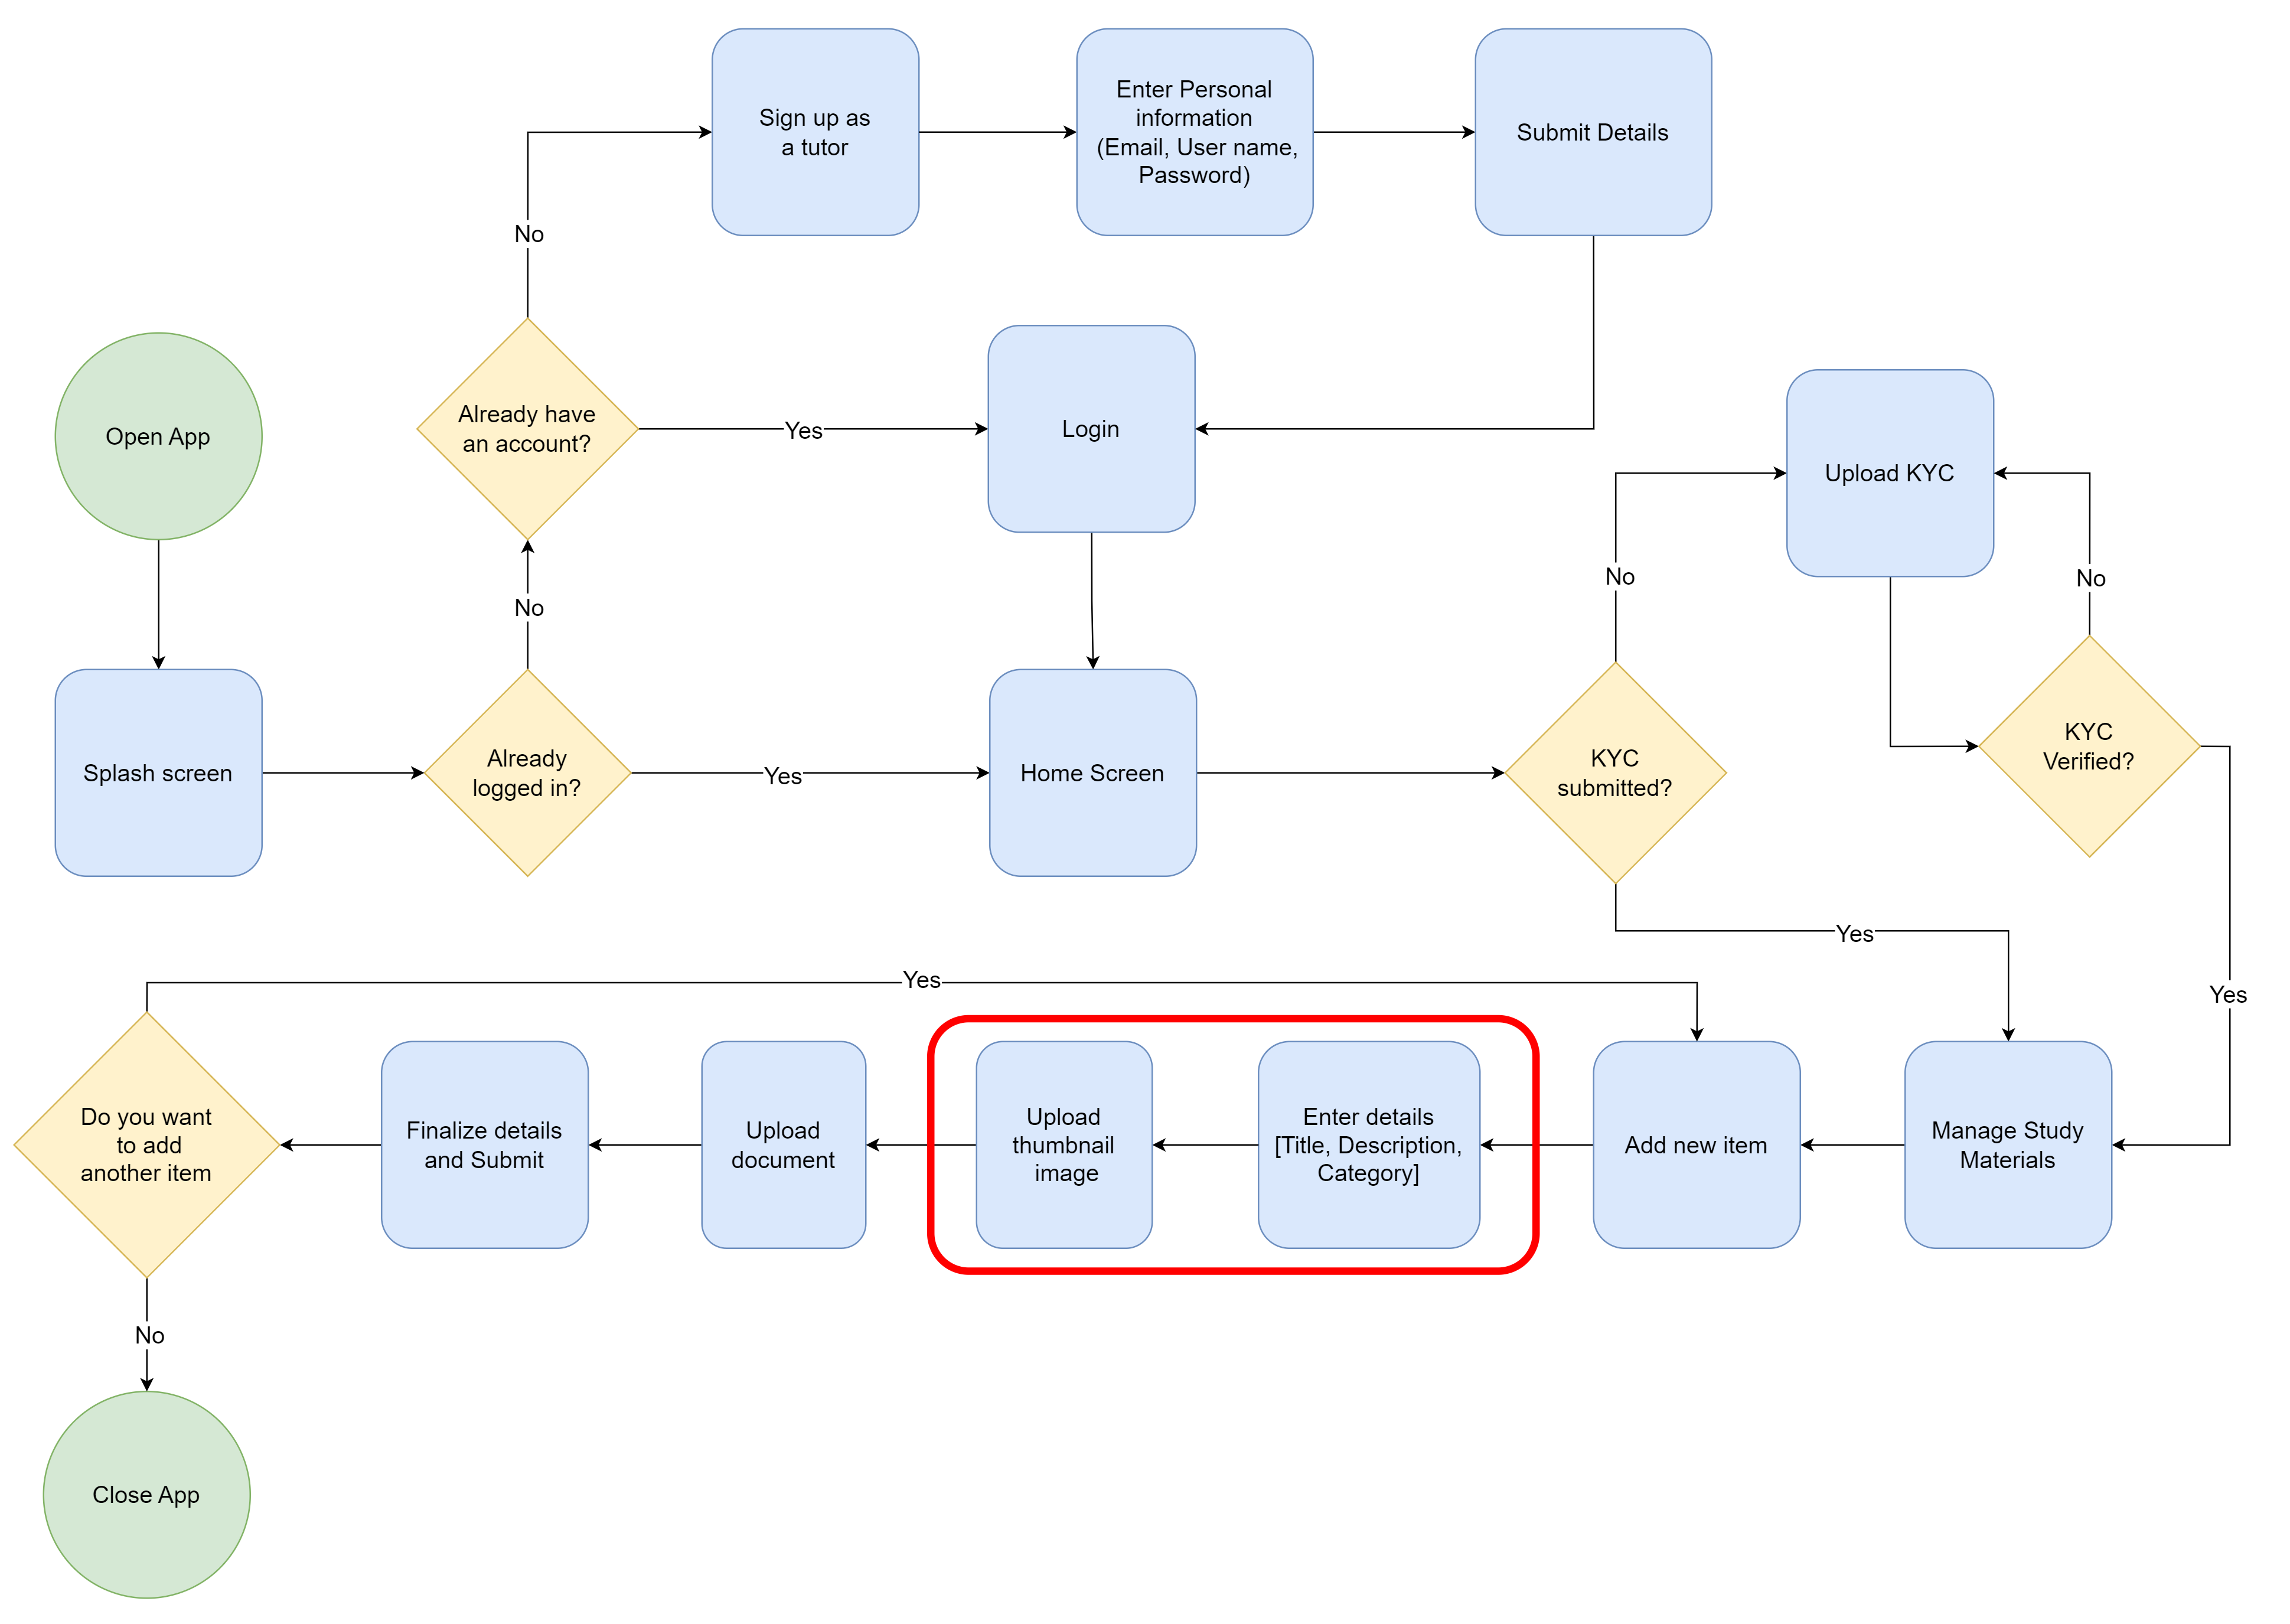 Sign up as
a tutor
Enter Personal
information
(Email, User name,
Password)
Submit Details
No
Open App
Already have
an account?
Yes
Login
Upload KYC
No
No
No
Splash screen
Already
logged in?
Yes
Home Screen
KYC
submitted?
KYC
Verified?
Yes
Yes
Yes
Do you want
to add
another item
Finalize details
and Submit
Upload
document
Upload
thumbnail
image
Enter details
[Title, Description,
Category]
Add new item
Manage Study
Materials
No
Close App